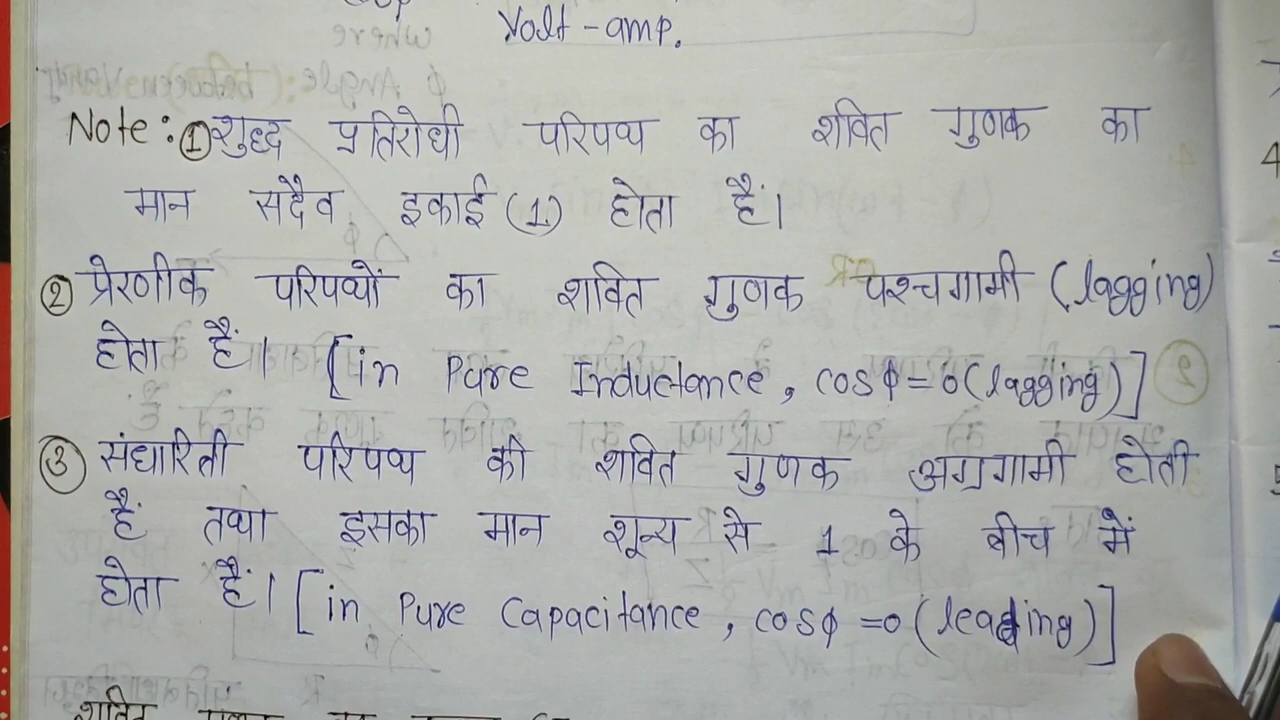 Volt-amp.
Note: ① शुध्द प्रतिरोधी परिपथ का शक्ति गुणक का
मान सदैव इकाई (1) होता हैं।
② प्रेरणीक परिपथों का शक्ति गुणक पश्चगामी (lagging)
होता हैं। [in Pure Inductance, cosϕ=0(lagging)]
③ संधारिती परिपथ की शक्ति गुणक अग्रगामी होती
हैं तथा इसका मान शून्य से 1 के बीच में
होता हैं। [in Pure Capacitance, cosϕ =0 (leading)]